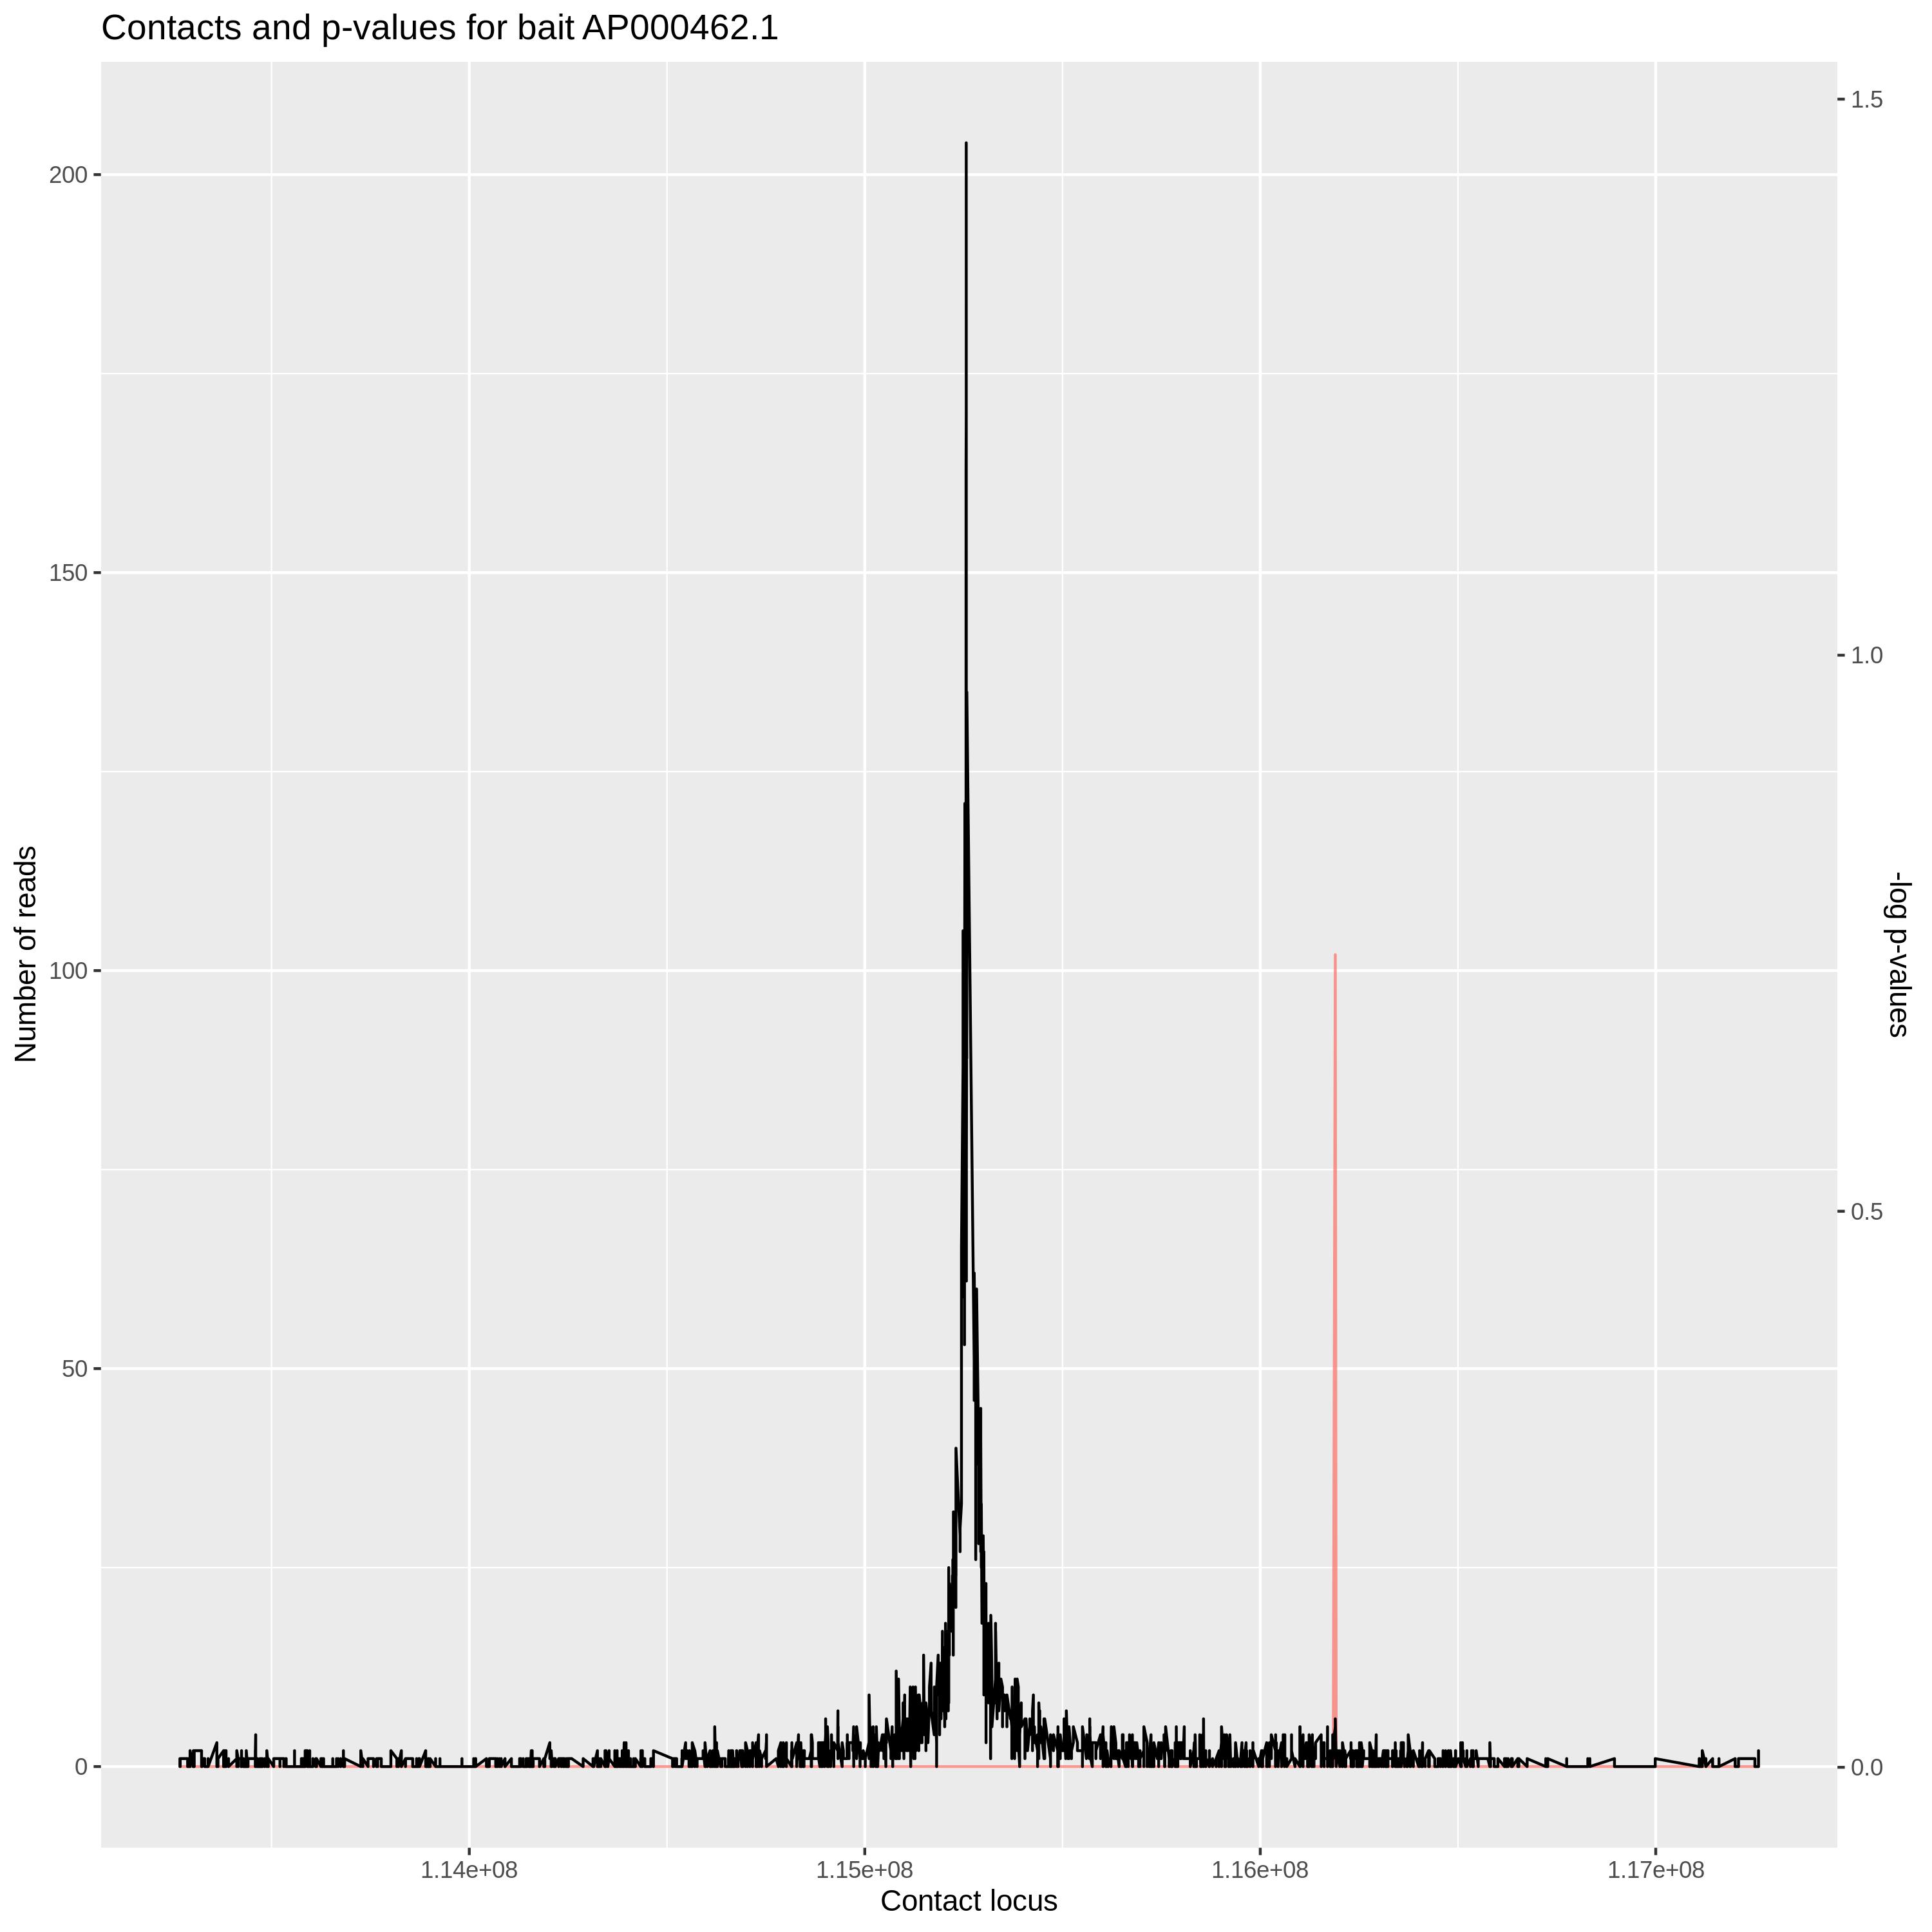 Contacts and p-values for bait AP000462.1
200
150
100
50
0
Number of reads
1.5
1.0
0.5
0.0
-log p-values
1.14e+08
1.15e+08
1.16e+08
1.17e+08
Contact locus